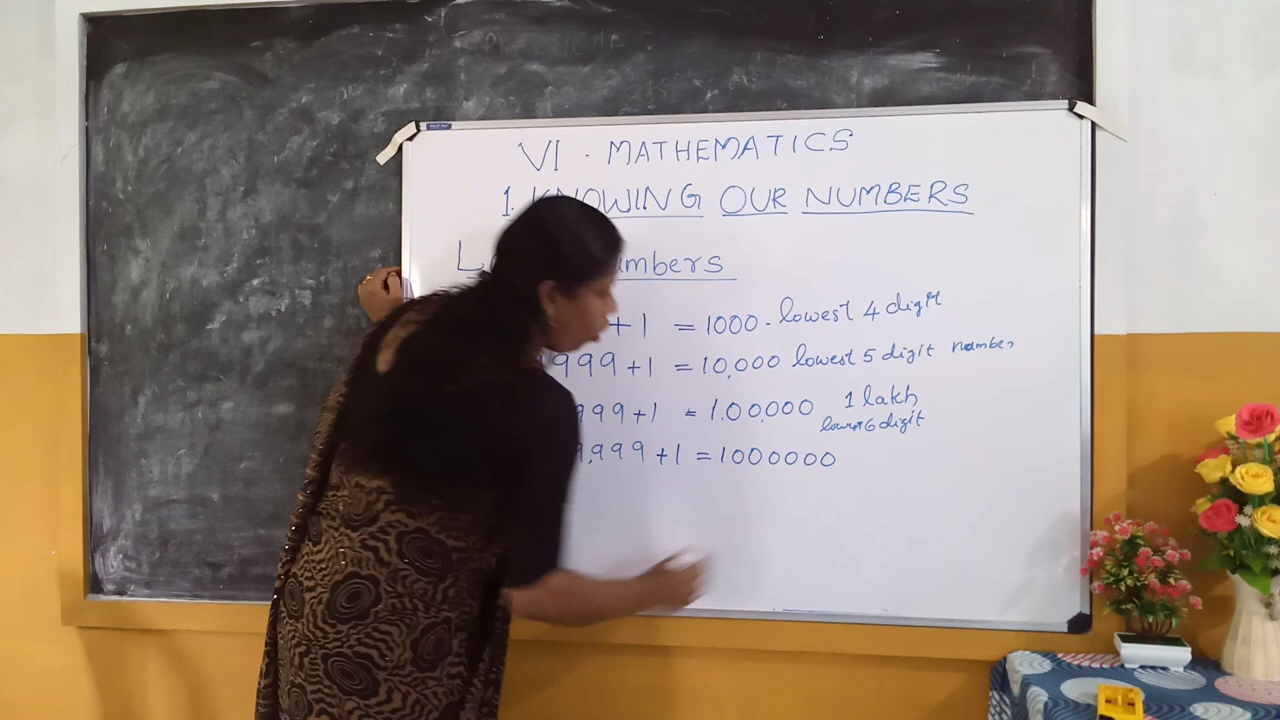 VI - MATHEMATICS
1. KNOWING OUR NUMBERS
umbers
+ 1 = 1000 - lowest 4 digit
9999 + 1 = 10,000 lowest 5 digit number
999 + 1 = 1,00,000 1 lakh
lowest 6 digit
9,999 + 1 = 1000000